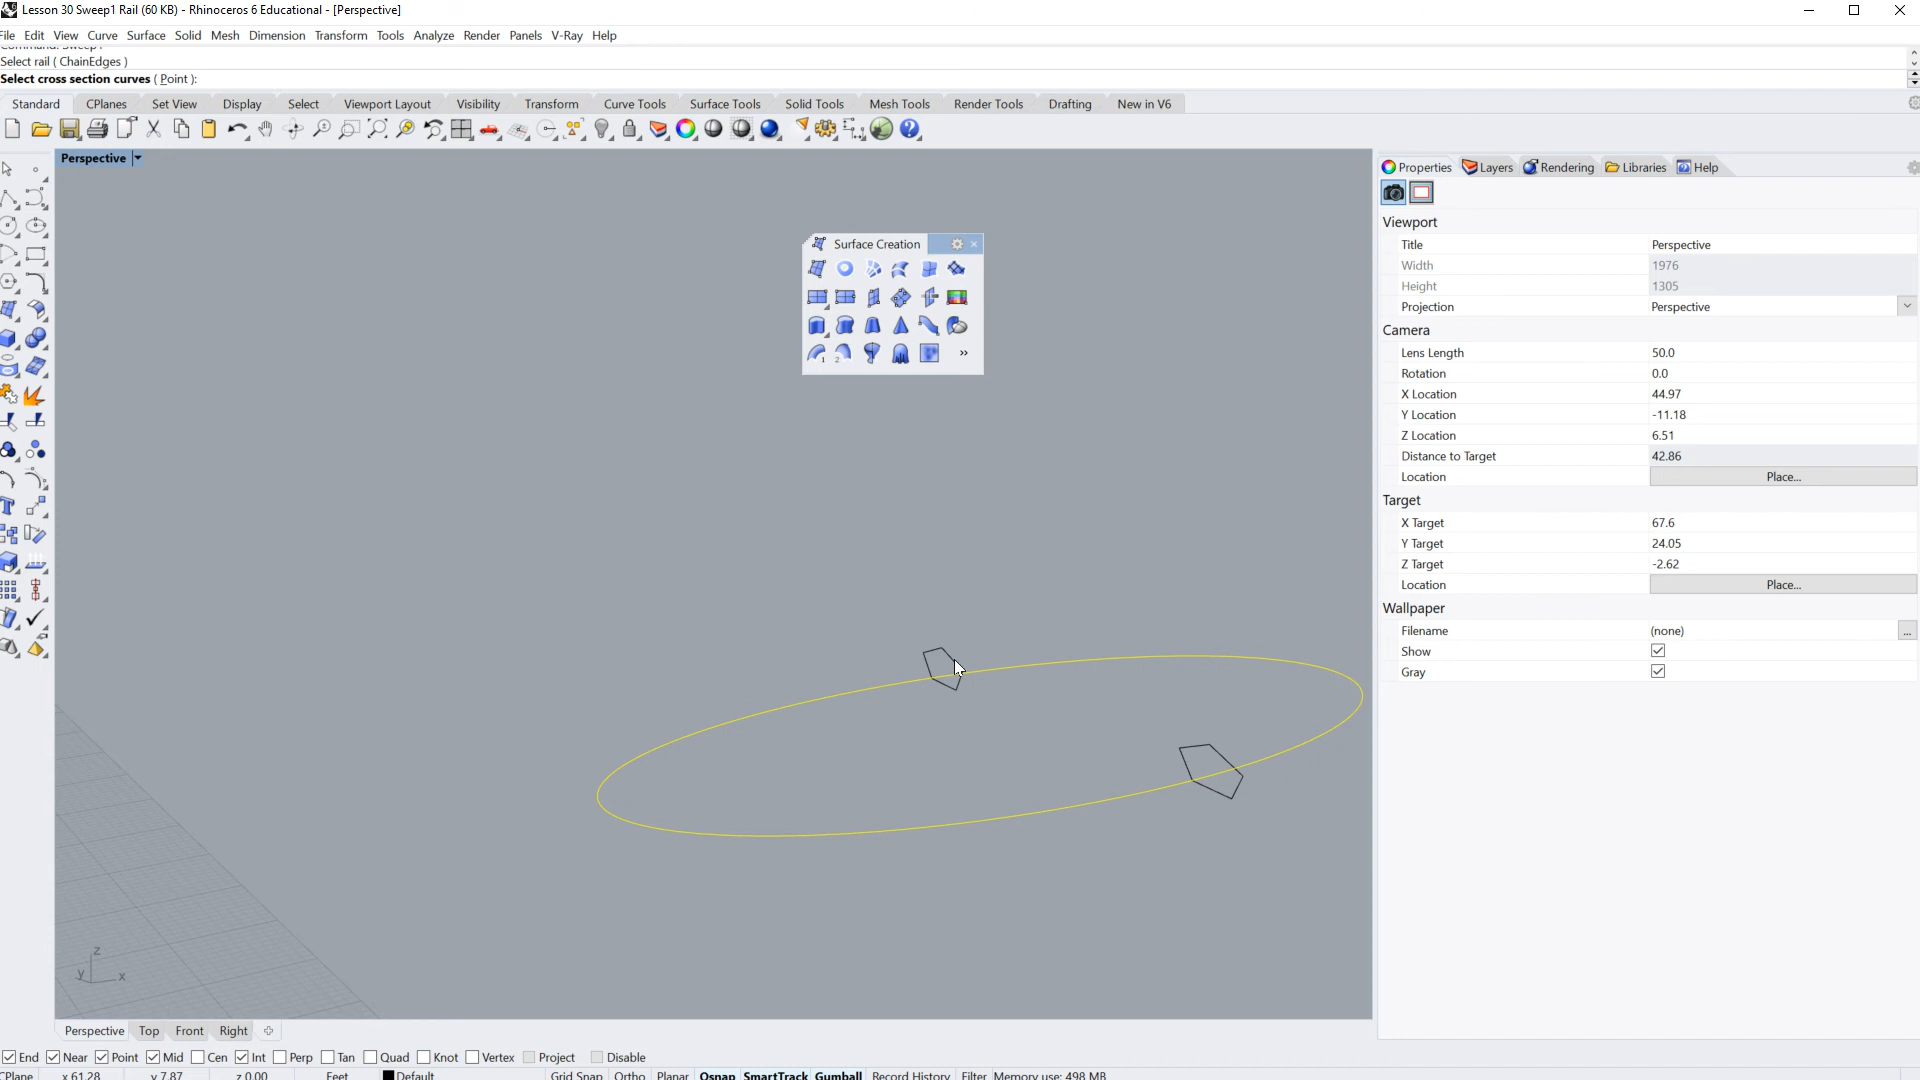 Lesson 30 Sweep1 Rail (60 KB) - Rhinoceros 6 Educational - [Perspective]
File Edit View Curve Surface Solid Mesh Dimension Transform Tools Analyze Render Panels V-Ray Help
Command: Sweep1
Select rail ( ChainEdges )
Select cross section curves ( Point ):
Standard CPlanes Set View Display Select Viewport Layout Visibility Transform Curve Tools Surface Tools Solid Tools Mesh Tools Render Tools Drafting New in V6
Perspective
Surface Creation
1 2 »
z
y x
Properties Layers Rendering Libraries Help
Viewport
Title Perspective
Width 1976
Height 1305
Projection Perspective
Camera
Lens Length 50.0
Rotation 0.0
X Location 44.97
Y Location -11.18
Z Location 6.51
Distance to Target 42.86
Location Place...
Target
X Target 67.6
Y Target 24.05
Z Target -2.62
Location Place...
Wallpaper
Filename (none) ...
Show
Gray
Perspective Top Front Right
End Near Point Mid Cen Int Perp Tan Quad Knot Vertex Project Disable
CPlane x 61.28 y 7.87 z 0.00 Feet Default Grid Snap Ortho Planar Osnap SmartTrack Gumball Record History Filter Memory use: 498 MB